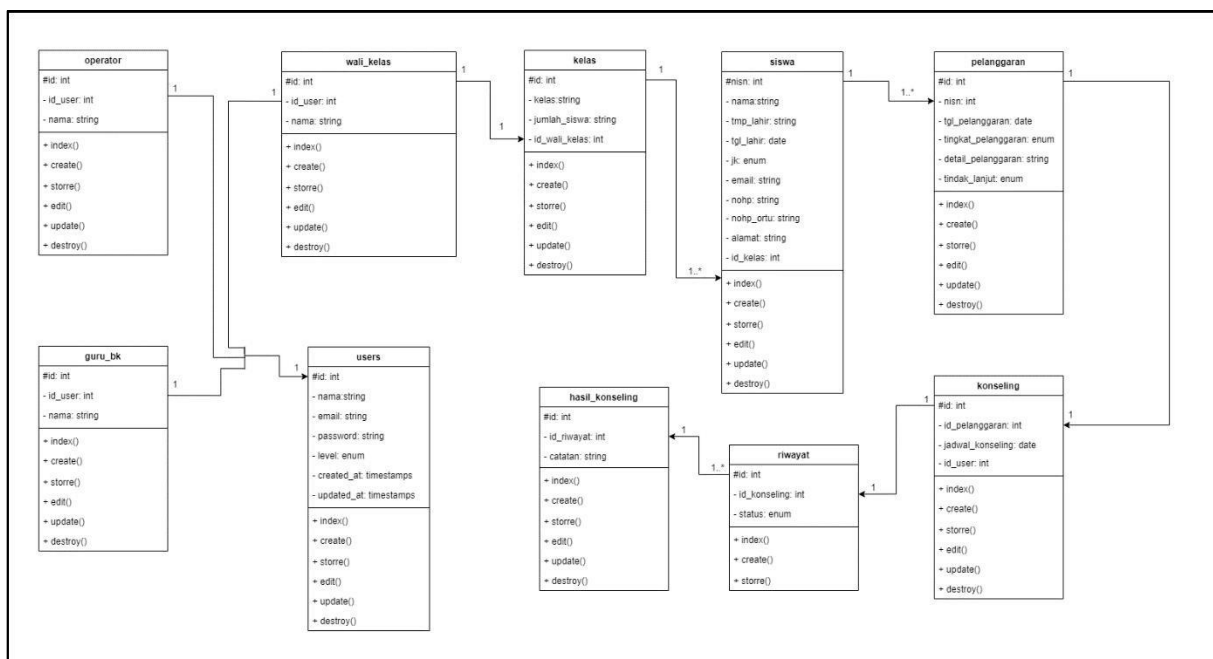 operator
#id: int
- id_user: int
- nama: string
+ index()
+ create()
+ storre()
+ edit()
+ update()
+ destroy()
1
wali_kelas
#id: int
- id_user: int
- nama: string
+ index()
+ create()
+ storre()
+ edit()
+ update()
+ destroy()
1
1
1
kelas
#id: int
- kelas:string
- jumlah_siswa: string
- id_wali_kelas: int
+ index()
+ create()
+ storre()
+ edit()
+ update()
+ destroy()
1
1..*
siswa
#nisn: int
- nama:string
- tmp_lahir: string
- tgl_lahir: date
- jk: enum
- email: string
- nohp: string
- nohp_ortu: string
- alamat: string
- id_kelas: int
+ index()
+ create()
+ storre()
+ edit()
+ update()
+ destroy()
1
1..*
pelanggaran
#id: int
- nisn: int
- tgl_pelanggaran: date
- tingkat_pelanggaran: enum
- detail_pelanggaran: string
- tindak_lanjut: enum
+ index()
+ create()
+ storre()
+ edit()
+ update()
+ destroy()
1
guru_bk
#id: int
- id_user: int
- nama: string
+ index()
+ create()
+ storre()
+ edit()
+ update()
+ destroy()
1
1
users
#id: int
- nama:string
- email: string
- password: string
- level: enum
- created_at: timestamps
- updated_at: timestamps
+ index()
+ create()
+ storre()
+ edit()
+ update()
+ destroy()
hasil_konseling
#id: int
- id_riwayat: int
- catatan: string
+ index()
+ create()
+ storre()
+ edit()
+ update()
+ destroy()
1
1..*
riwayat
#id: int
- id_konseling: int
- status: enum
+ index()
+ create()
+ storre()
1
1
konseling
#id: int
- id_pelanggaran: int
- jadwal_konseling: date
- id_user: int
+ index()
+ create()
+ storre()
+ edit()
+ update()
+ destroy()
1